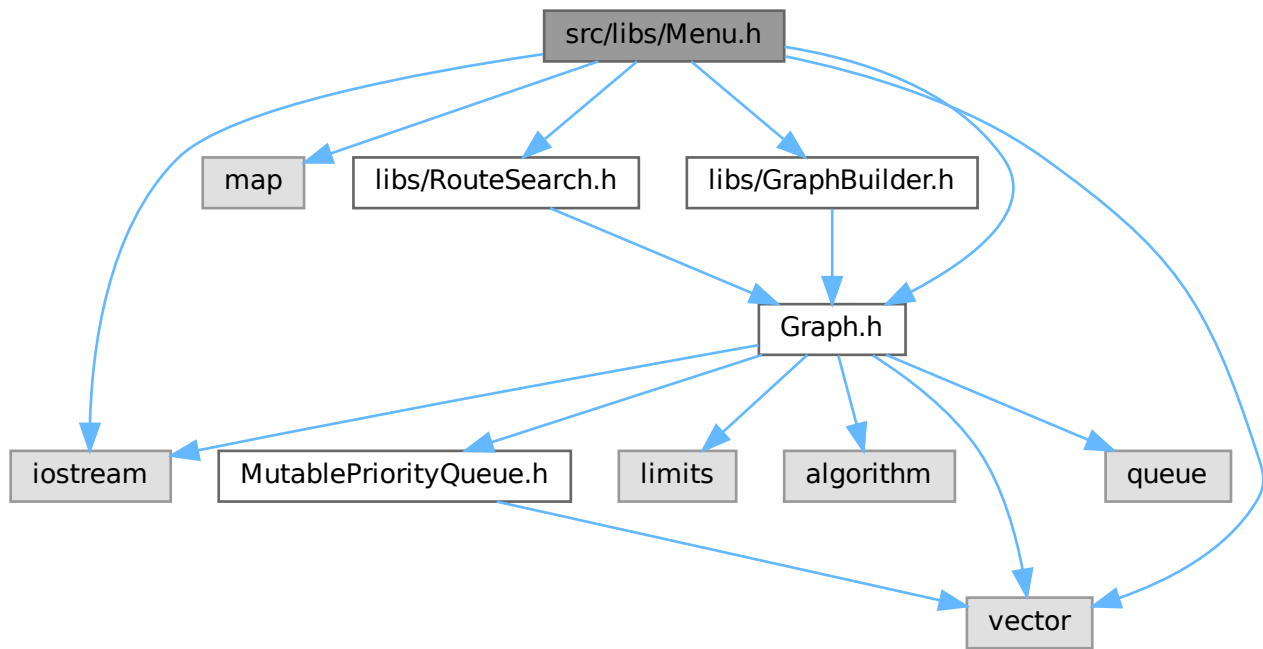 src/libs/Menu.h
map
libs/RouteSearch.h
libs/GraphBuilder.h
Graph.h
iostream
MutablePriorityQueue.h
limits
algorithm
queue
vector